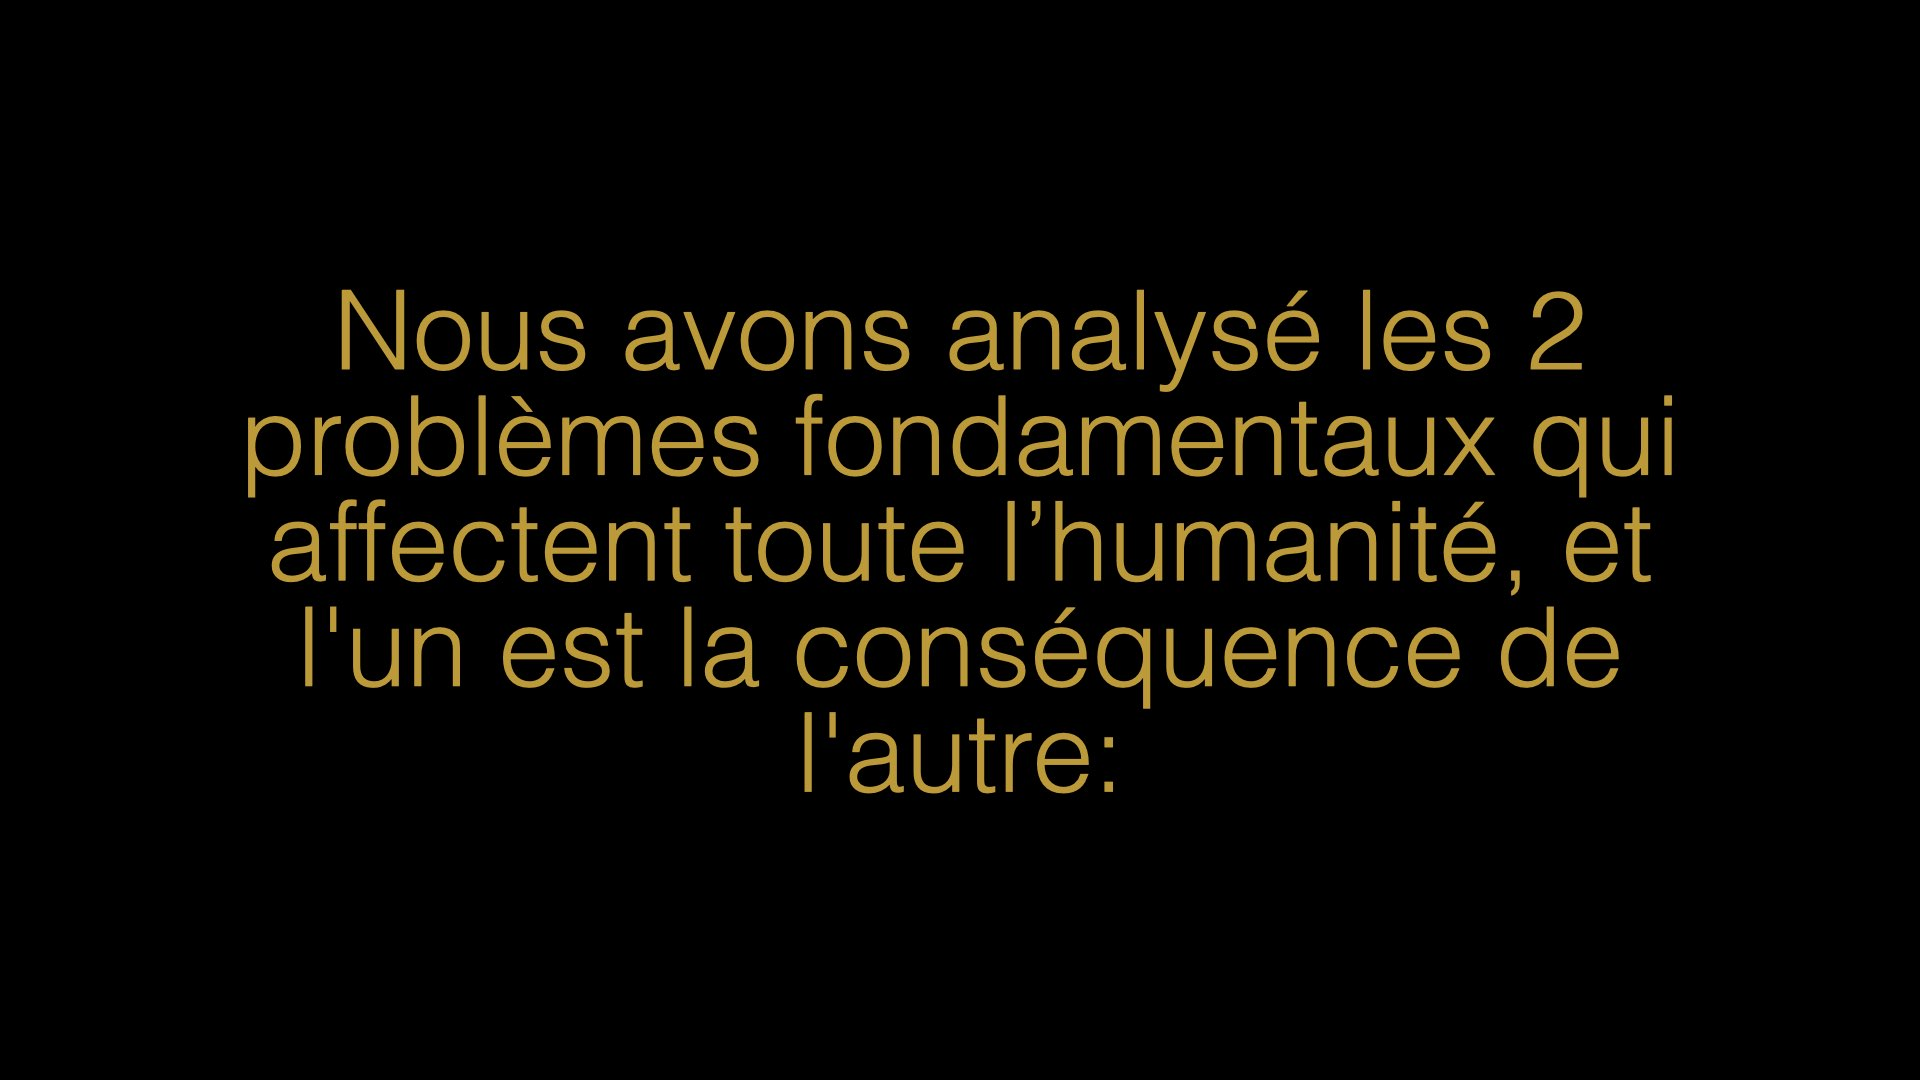 Nous avons analysé les 2
problèmes fondamentaux qui
affectent toute l’humanité, et
l'un est la conséquence de
l'autre: